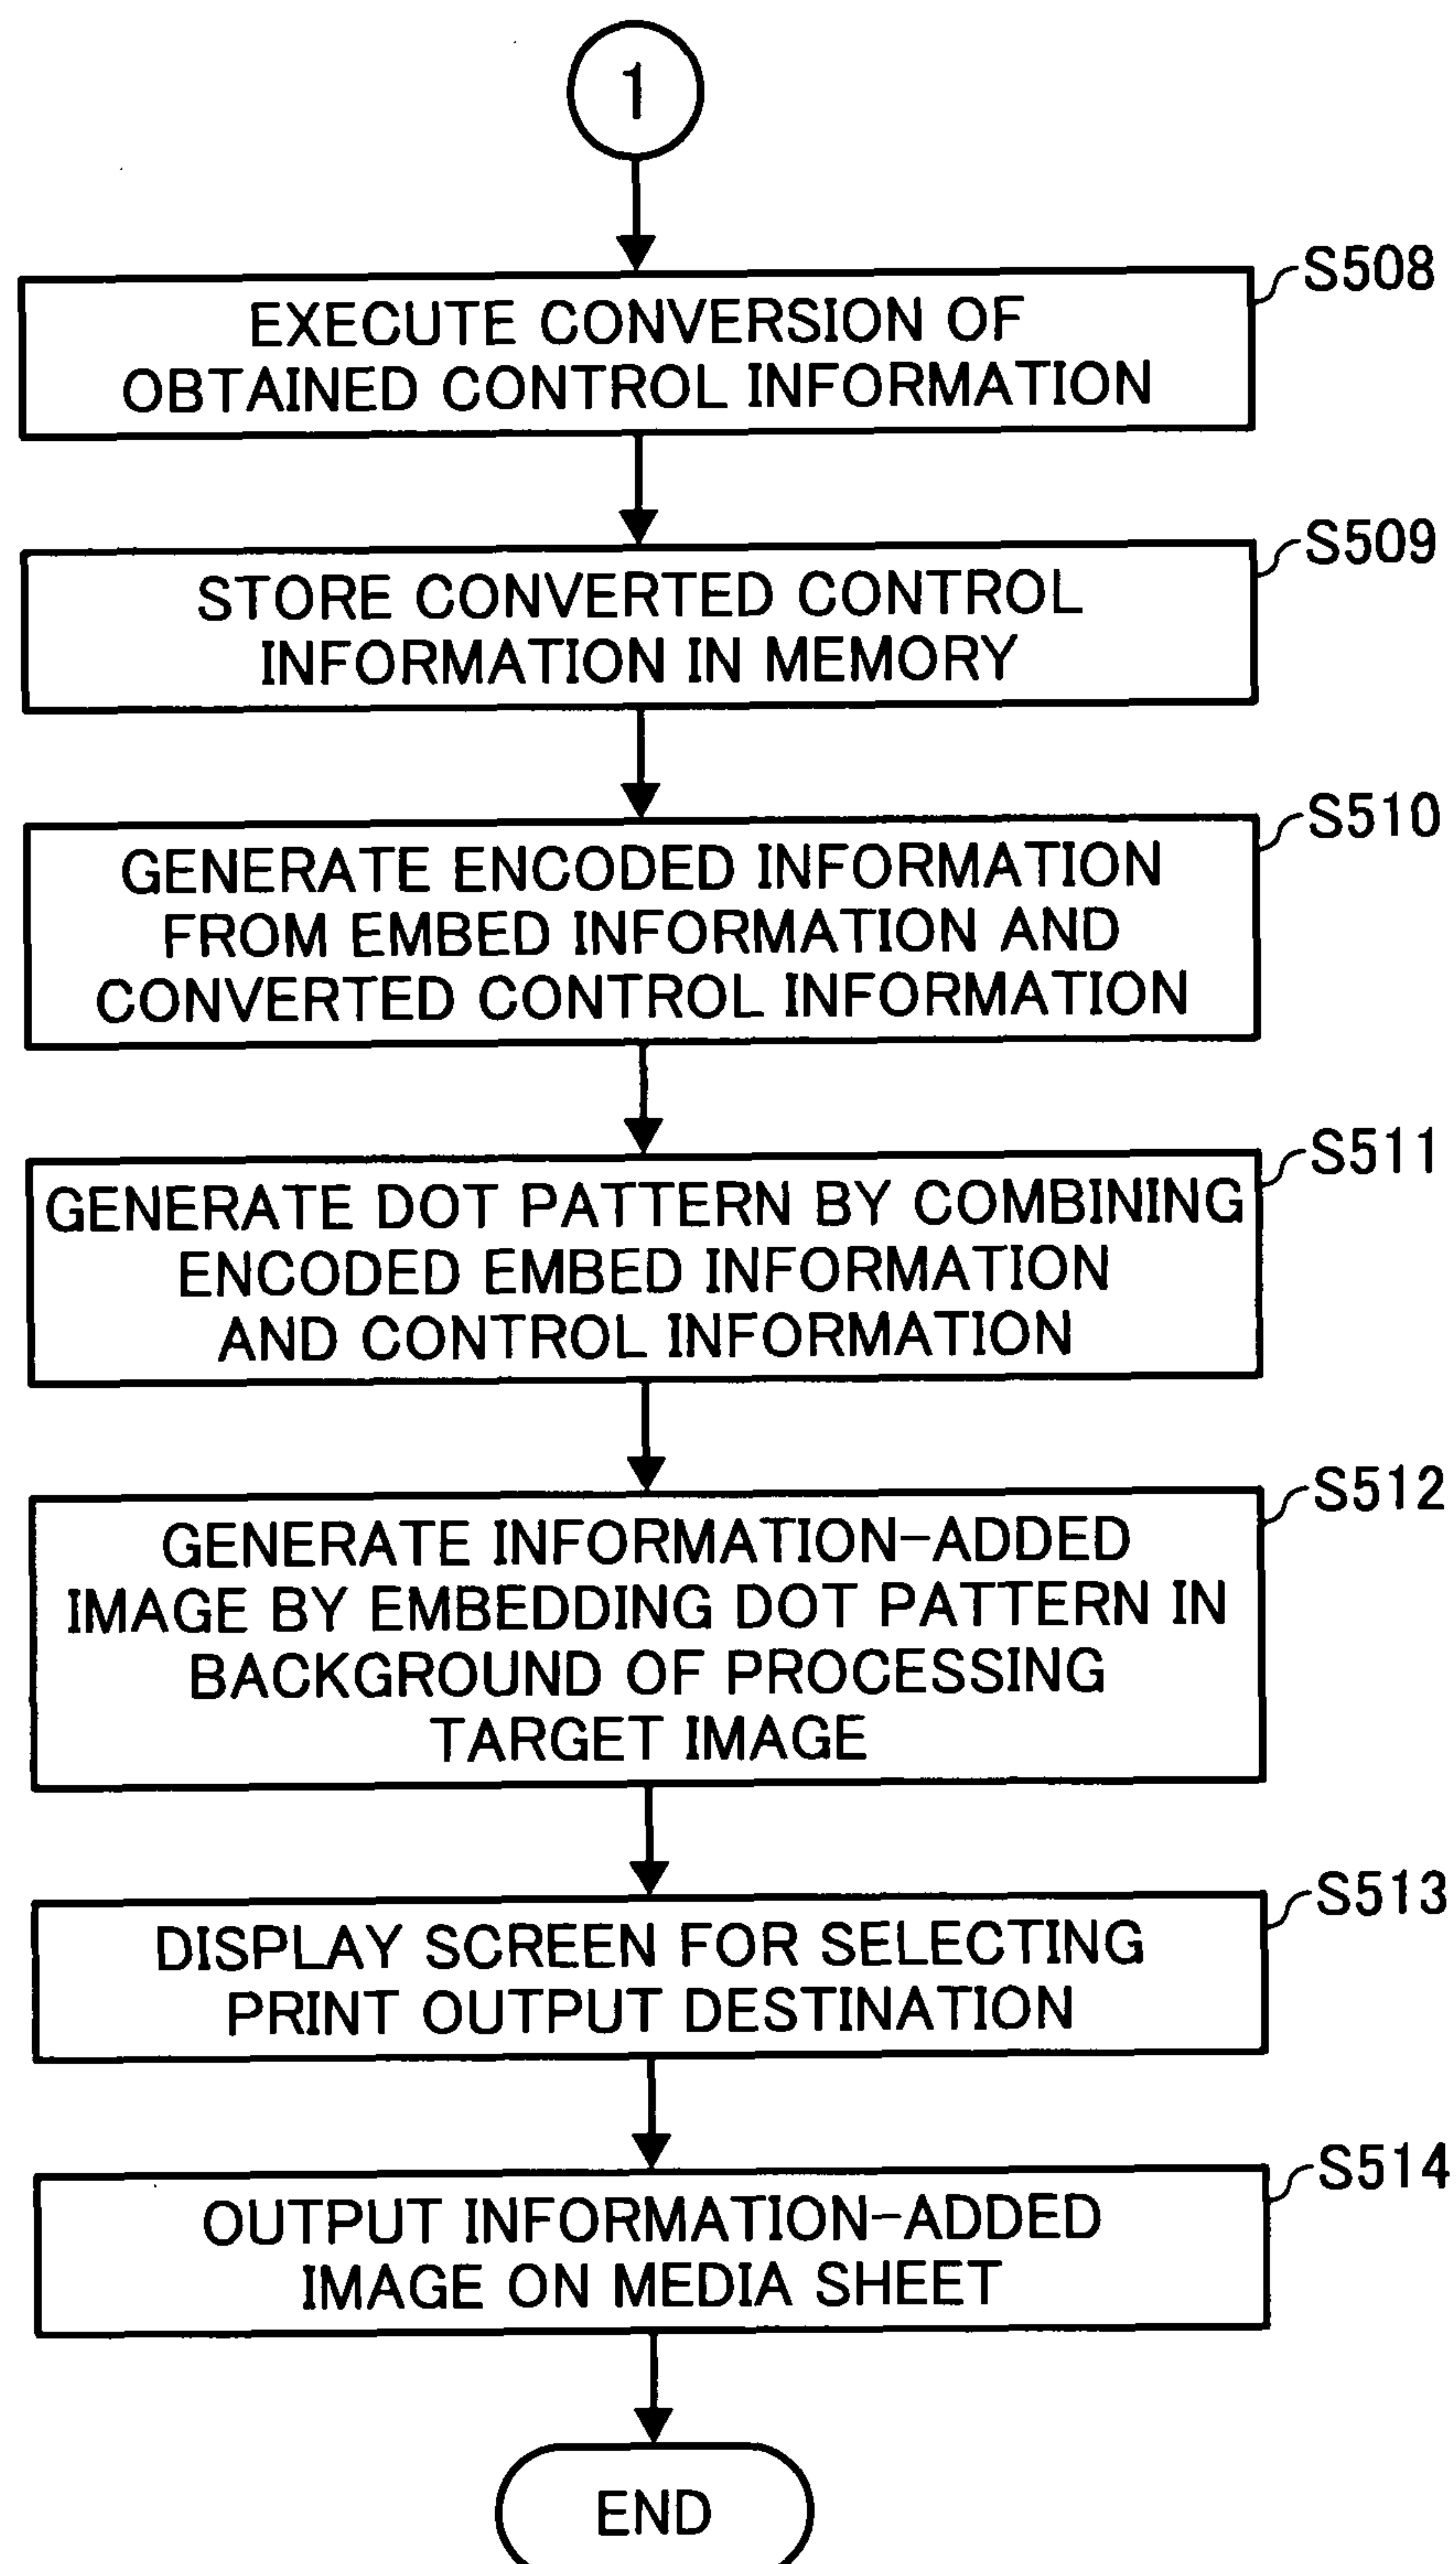 1
S508
EXECUTE CONVERSION OF
OBTAINED CONTROL INFORMATION
S509
STORE CONVERTED CONTROL
INFORMATION IN MEMORY
S510
GENERATE ENCODED INFORMATION
FROM EMBED INFORMATION AND
CONVERTED CONTROL INFORMATION
S511
GENERATE DOT PATTERN BY COMBINING
ENCODED EMBED INFORMATION
AND CONTROL INFORMATION
S512
GENERATE INFORMATION-ADDED
IMAGE BY EMBEDDING DOT PATTERN IN
BACKGROUND OF PROCESSING
TARGET IMAGE
S513
DISPLAY SCREEN FOR SELECTING
PRINT OUTPUT DESTINATION
S514
OUTPUT INFORMATION-ADDED
IMAGE ON MEDIA SHEET
END